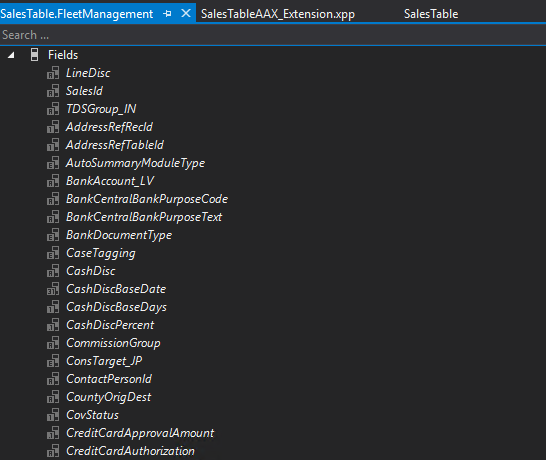 SalesTable.FleetManagement SalesTableAAX_Extension.xpp SalesTable
Search ...
Fields
LineDisc
SalesId
TDSGroup_IN
AddressRefRecId
AddressRefTableId
AutoSummaryModuleType
BankAccount_LV
BankCentralBankPurposeCode
BankCentralBankPurposeText
BankDocumentType
CaseTagging
CashDisc
CashDiscBaseDate
CashDiscBaseDays
CashDiscPercent
CommissionGroup
ConsTarget_JP
ContactPersonId
CountyOrigDest
CovStatus
CreditCardApprovalAmount
CreditCardAuthorization